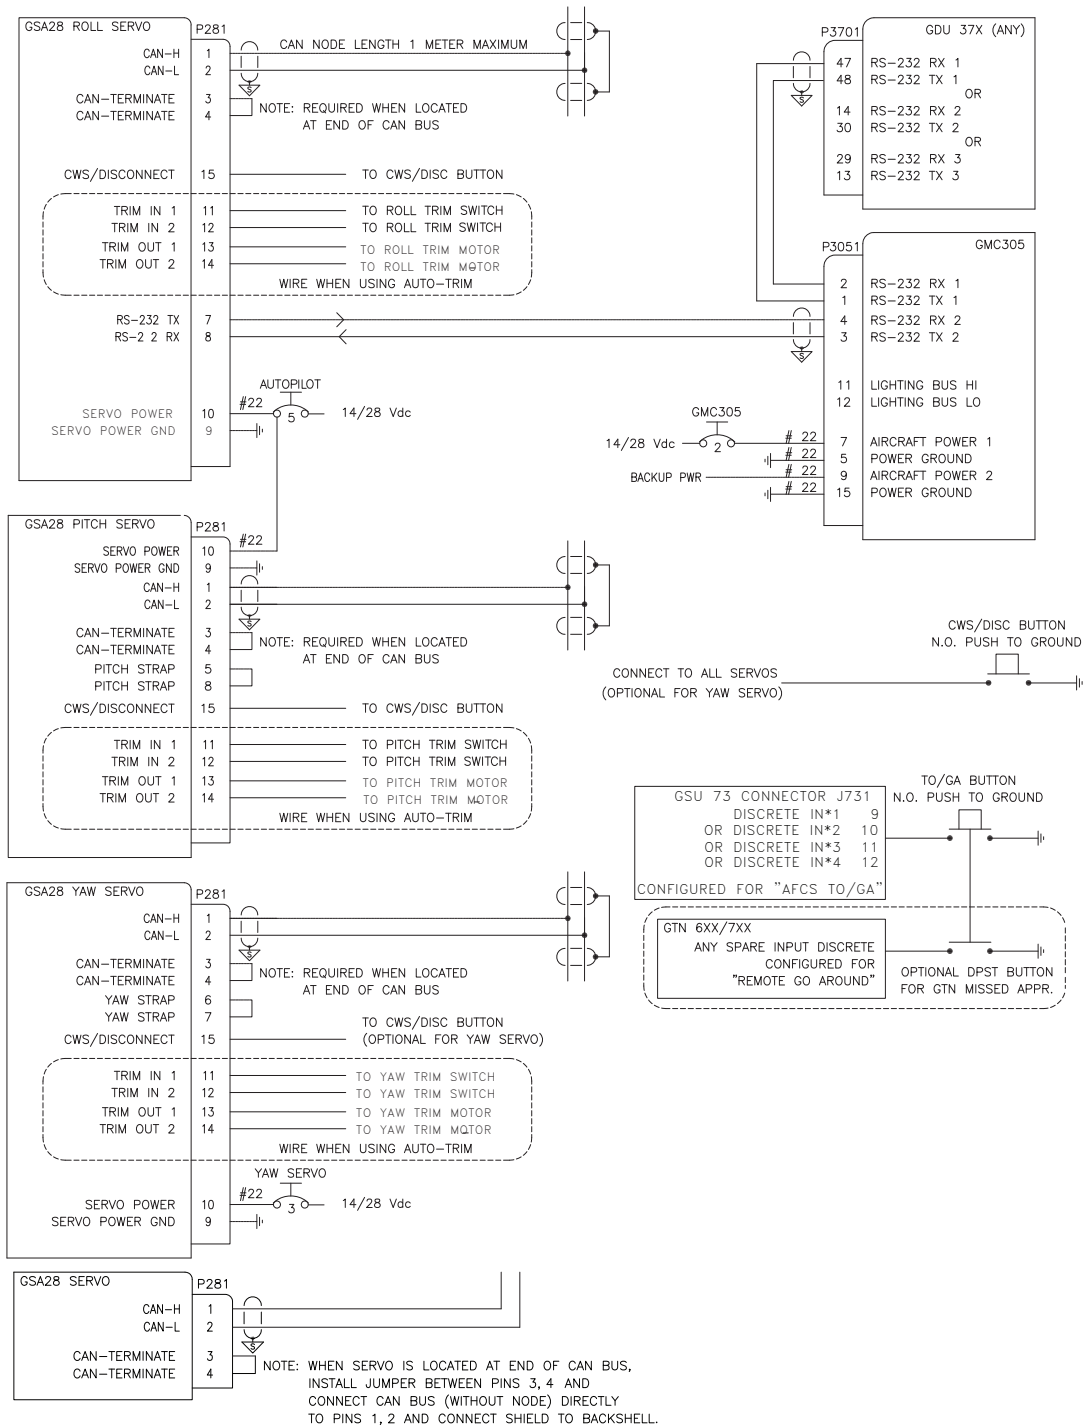 GSA28 ROLL SERVO
P281
CAN-H 1
CAN-L 2
CAN NODE LENGTH 1 METER MAXIMUM
CAN-TERMINATE 3
CAN-TERMINATE 4
NOTE: REQUIRED WHEN LOCATED
AT END OF CAN BUS
CWS/DISCONNECT 15 TO CWS/DISC BUTTON
TRIM IN 1 11 TO ROLL TRIM SWITCH
TRIM IN 2 12 TO ROLL TRIM SWITCH
TRIM OUT 1 13 TO ROLL TRIM MOTOR
TRIM OUT 2 14 TO ROLL TRIM MOTOR
WIRE WHEN USING AUTO-TRIM
RS-232 TX 7
RS-2 2 RX 8
AUTOPILOT
SERVO POWER 10 #22 5 14/28 Vdc
SERVO POWER GND 9
S
GDU 37X (ANY)
P3701
47 RS-232 RX 1
48 RS-232 TX 1
OR
14 RS-232 RX 2
30 RS-232 TX 2
OR
29 RS-232 RX 3
13 RS-232 TX 3
S
GMC305
P3051
2 RS-232 RX 1
1 RS-232 TX 1
4 RS-232 RX 2
3 RS-232 TX 2
S
11 LIGHTING BUS HI
12 LIGHTING BUS LO
GMC305
14/28 Vdc 2 # 22 7 AIRCRAFT POWER 1
# 22 5 POWER GROUND
BACKUP PWR # 22 9 AIRCRAFT POWER 2
# 22 15 POWER GROUND
GSA28 PITCH SERVO
P281
SERVO POWER 10 #22
SERVO POWER GND 9
CAN-H 1
CAN-L 2
S
CAN-TERMINATE 3
CAN-TERMINATE 4
NOTE: REQUIRED WHEN LOCATED
AT END OF CAN BUS
PITCH STRAP 5
PITCH STRAP 8
CWS/DISCONNECT 15 TO CWS/DISC BUTTON
TRIM IN 1 11 TO PITCH TRIM SWITCH
TRIM IN 2 12 TO PITCH TRIM SWITCH
TRIM OUT 1 13 TO PITCH TRIM MOTOR
TRIM OUT 2 14 TO PITCH TRIM MOTOR
WIRE WHEN USING AUTO-TRIM
CWS/DISC BUTTON
N.O. PUSH TO GROUND
CONNECT TO ALL SERVOS
(OPTIONAL FOR YAW SERVO)
TO/GA BUTTON
N.O. PUSH TO GROUND
GSU 73 CONNECTOR J731
DISCRETE IN*1 9
OR DISCRETE IN*2 10
OR DISCRETE IN*3 11
OR DISCRETE IN*4 12
CONFIGURED FOR "AFCS TO/GA"
GTN 6XX/7XX
ANY SPARE INPUT DISCRETE
CONFIGURED FOR
"REMOTE GO AROUND"
OPTIONAL DPST BUTTON
FOR GTN MISSED APPR.
GSA28 YAW SERVO
P281
CAN-H 1
CAN-L 2
S
CAN-TERMINATE 3
CAN-TERMINATE 4
NOTE: REQUIRED WHEN LOCATED
AT END OF CAN BUS
YAW STRAP 6
YAW STRAP 7
CWS/DISCONNECT 15 TO CWS/DISC BUTTON
(OPTIONAL FOR YAW SERVO)
TRIM IN 1 11 TO YAW TRIM SWITCH
TRIM IN 2 12 TO YAW TRIM SWITCH
TRIM OUT 1 13 TO YAW TRIM MOTOR
TRIM OUT 2 14 TO YAW TRIM MOTOR
WIRE WHEN USING AUTO-TRIM
YAW SERVO
SERVO POWER 10 #22 3 14/28 Vdc
SERVO POWER GND 9
GSA28 SERVO
P281
CAN-H 1
CAN-L 2
S
CAN-TERMINATE 3
CAN-TERMINATE 4
NOTE: WHEN SERVO IS LOCATED AT END OF CAN BUS,
INSTALL JUMPER BETWEEN PINS 3, 4 AND
CONNECT CAN BUS (WITHOUT NODE) DIRECTLY
TO PINS 1, 2 AND CONNECT SHIELD TO BACKSHELL.